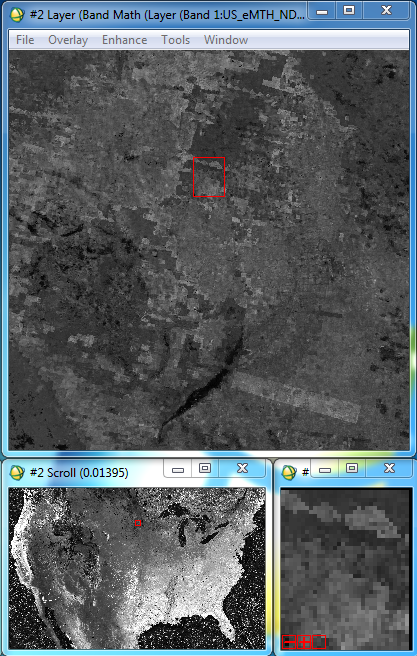 #2 Layer (Band Math (Layer (Band 1:US_eMTH_ND...
File Overlay Enhance Tools Window
#2 Scroll (0.01395)
#